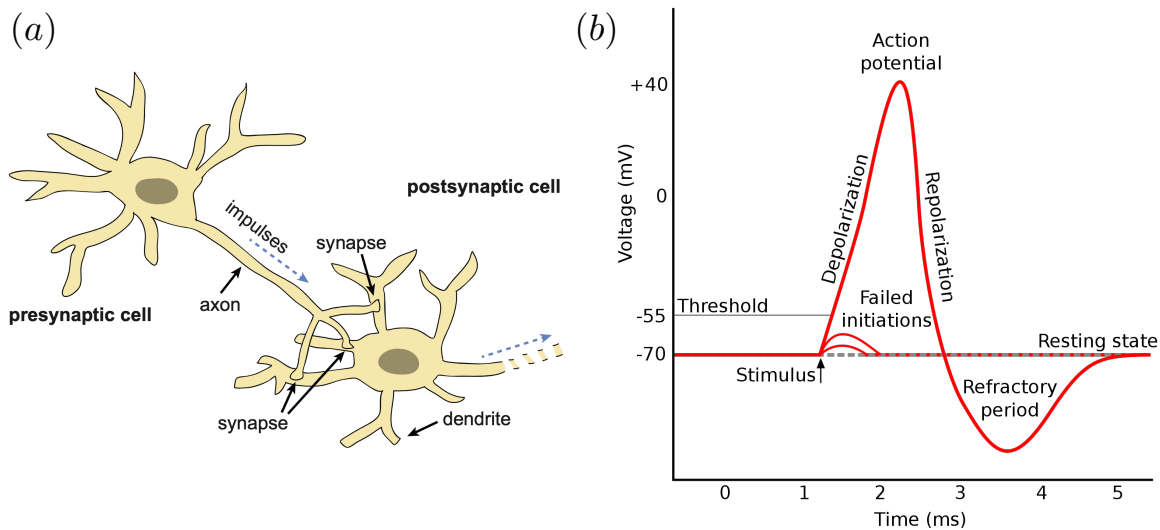 (a)
postsynaptic cell
impulses
synapse
axon
presynaptic cell
synapse
dendrite
(b)
Action
potential
+40
0
-55
-70
Voltage (mV)
Depolarization
Repolarization
Threshold
Failed
initiations
Resting state
Stimulus
Refractory
period
0 1 2 3 4 5
Time (ms)